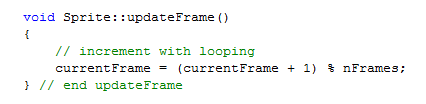 void Sprite::updateFrame()
{
    // increment with looping
    currentFrame = (currentFrame + 1) % nFrames;
} // end updateFrame